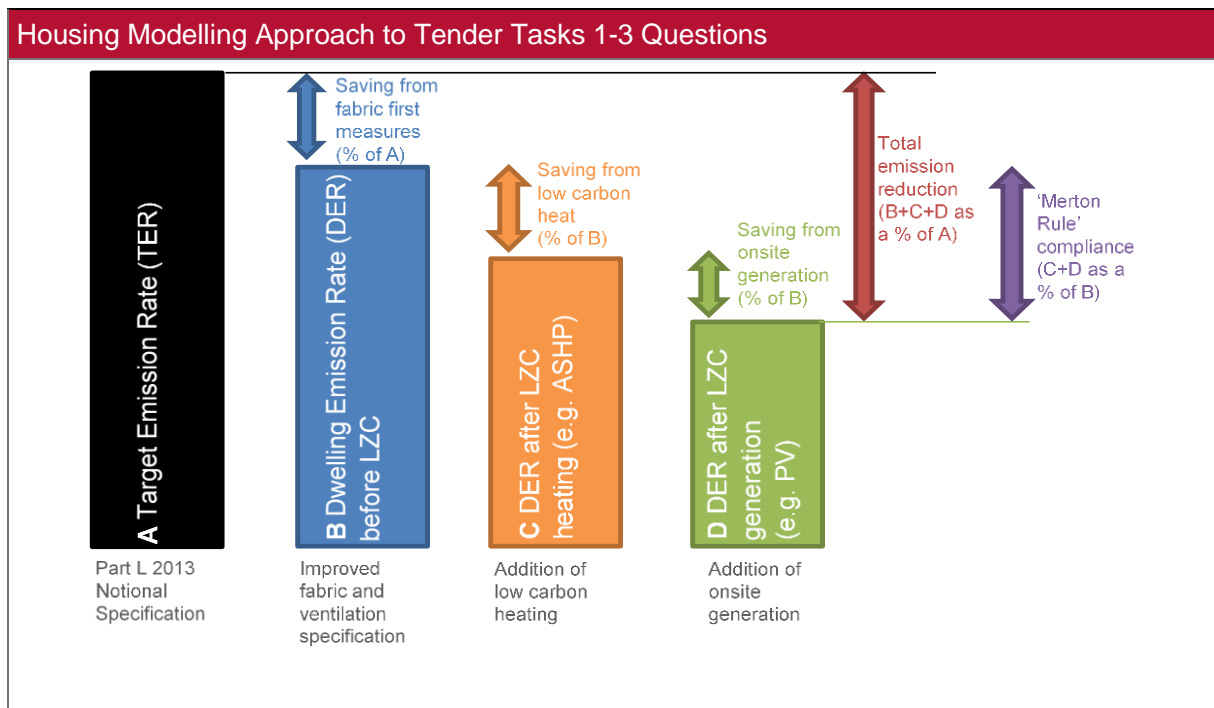 Housing Modelling Approach to Tender Tasks 1-3 Questions
A Target Emission Rate (TER)
Part L 2013
Notional
Specification
Saving from
fabric first
measures
(% of A)
B Dwelling Emission Rate (DER)
before LZC
Improved
fabric and
ventilation
specification
Saving from
low carbon
heat
(% of B)
C DER after LZC
heating (e.g. ASHP)
Addition of
low carbon
heating
Saving from
onsite
generation
(% of B)
D DER after LZC
generation
(e.g. PV)
Addition of
onsite
generation
Total
emission
reduction
(B+C+D as
a % of A)
‘Merton
Rule’
compliance
(C+D as a
% of B)